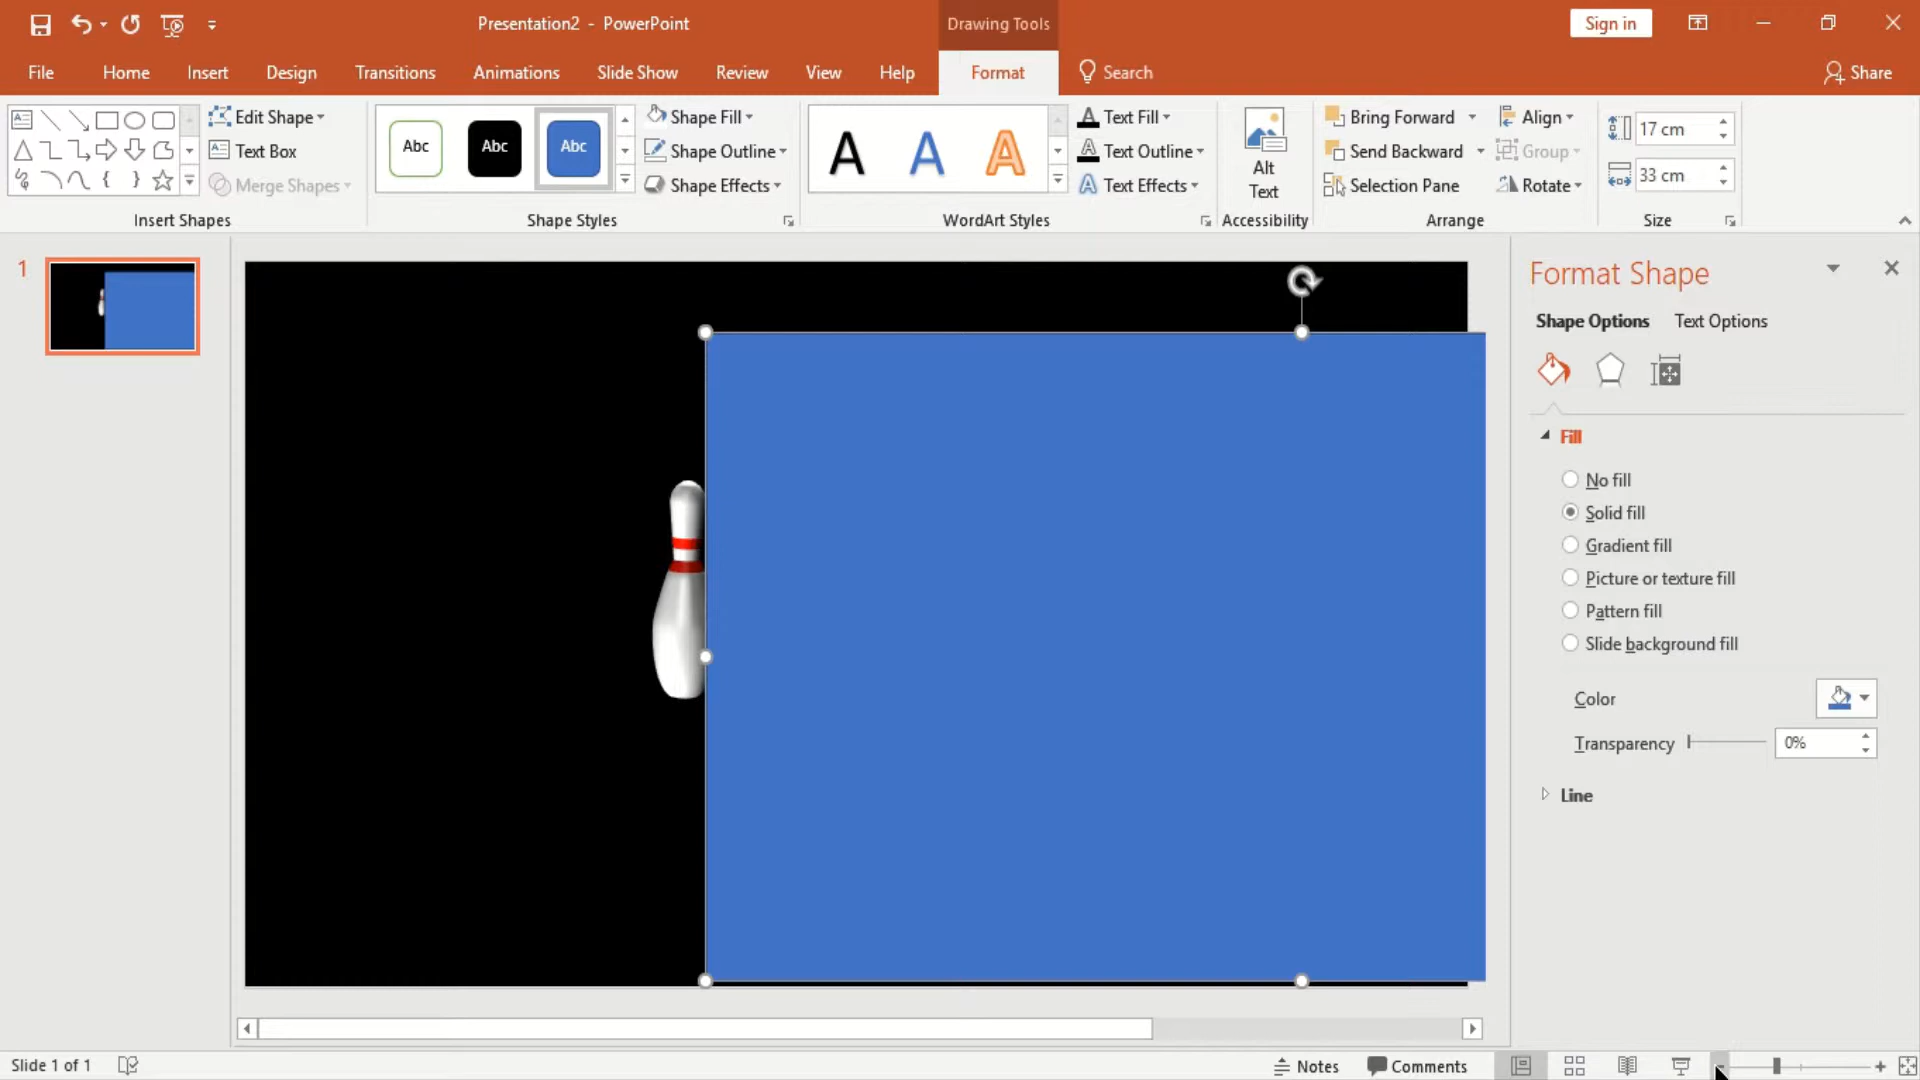 Presentation2 - PowerPoint
Drawing Tools
Sign in
File Home Insert Design Transitions Animations Slide Show Review View Help Format Search Share
Edit Shape
Text Box
Merge Shapes
Insert Shapes
Abc Abc Abc
Shape Fill
Shape Outline
Shape Effects
Shape Styles
A A A
Text Fill
Text Outline
Text Effects
WordArt Styles
Alt
Text
Accessibility
Bring Forward
Send Backward
Selection Pane
Align
Group
Rotate
Arrange
17 cm
33 cm
Size
1
Format Shape
Shape Options Text Options
Fill
No fill
Solid fill
Gradient fill
Picture or texture fill
Pattern fill
Slide background fill
Color
Transparency 0%
Line
Slide 1 of 1
Notes Comments